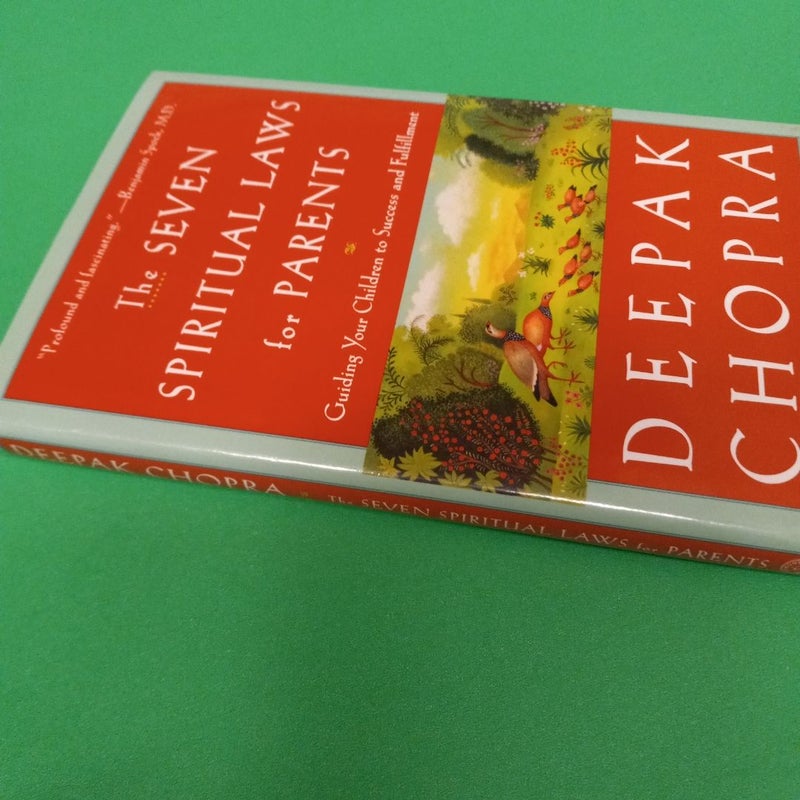 "Profound and fascinating." —Benjamin Spock, M.D.
The SEVEN
SPIRITUAL LAWS
for PARENTS
Guiding Your Children to Success and Fulfillment
DEEPAK
CHOPRA
DEEPAK CHOPRA The SEVEN SPIRITUAL LAWS for PARENTS